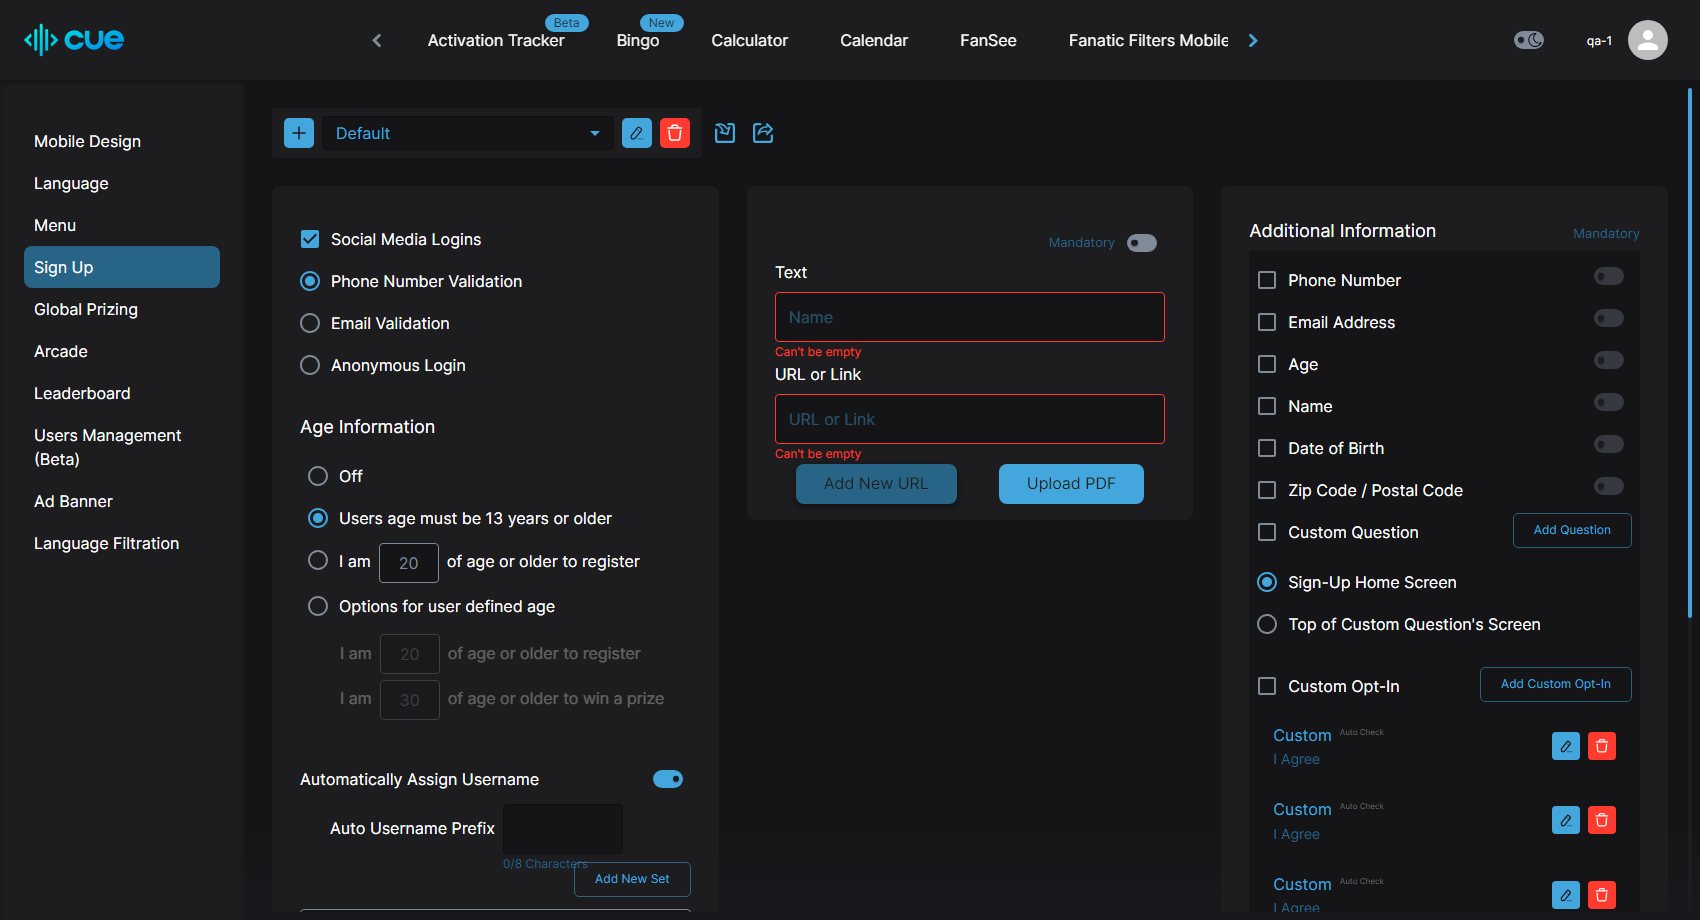 cue
Activation Tracker
Beta
Bingo
New
Calculator
Calendar
FanSee
Fanatic Filters Mobile
qa-1
Mobile Design
Language
Menu
Sign Up
Global Prizing
Arcade
Leaderboard
Users Management
(Beta)
Ad Banner
Language Filtration
Default
Social Media Logins
Phone Number Validation
Email Validation
Anonymous Login
Age Information
Off
Users age must be 13 years or older
I am 20 of age or older to register
Options for user defined age
I am 20 of age or older to register
I am 30 of age or older to win a prize
Automatically Assign Username
Auto Username Prefix
0/8 Characters
Add New Set
Mandatory
Text
Name
Can't be empty
URL or Link
URL or Link
Can't be empty
Add New URL
Upload PDF
Additional Information
Mandatory
Phone Number
Email Address
Age
Name
Date of Birth
Zip Code / Postal Code
Custom Question
Add Question
Sign-Up Home Screen
Top of Custom Question's Screen
Custom Opt-In
Add Custom Opt-In
Custom Auto Check
I Agree
Custom Auto Check
I Agree
Custom Auto Check
I Agree